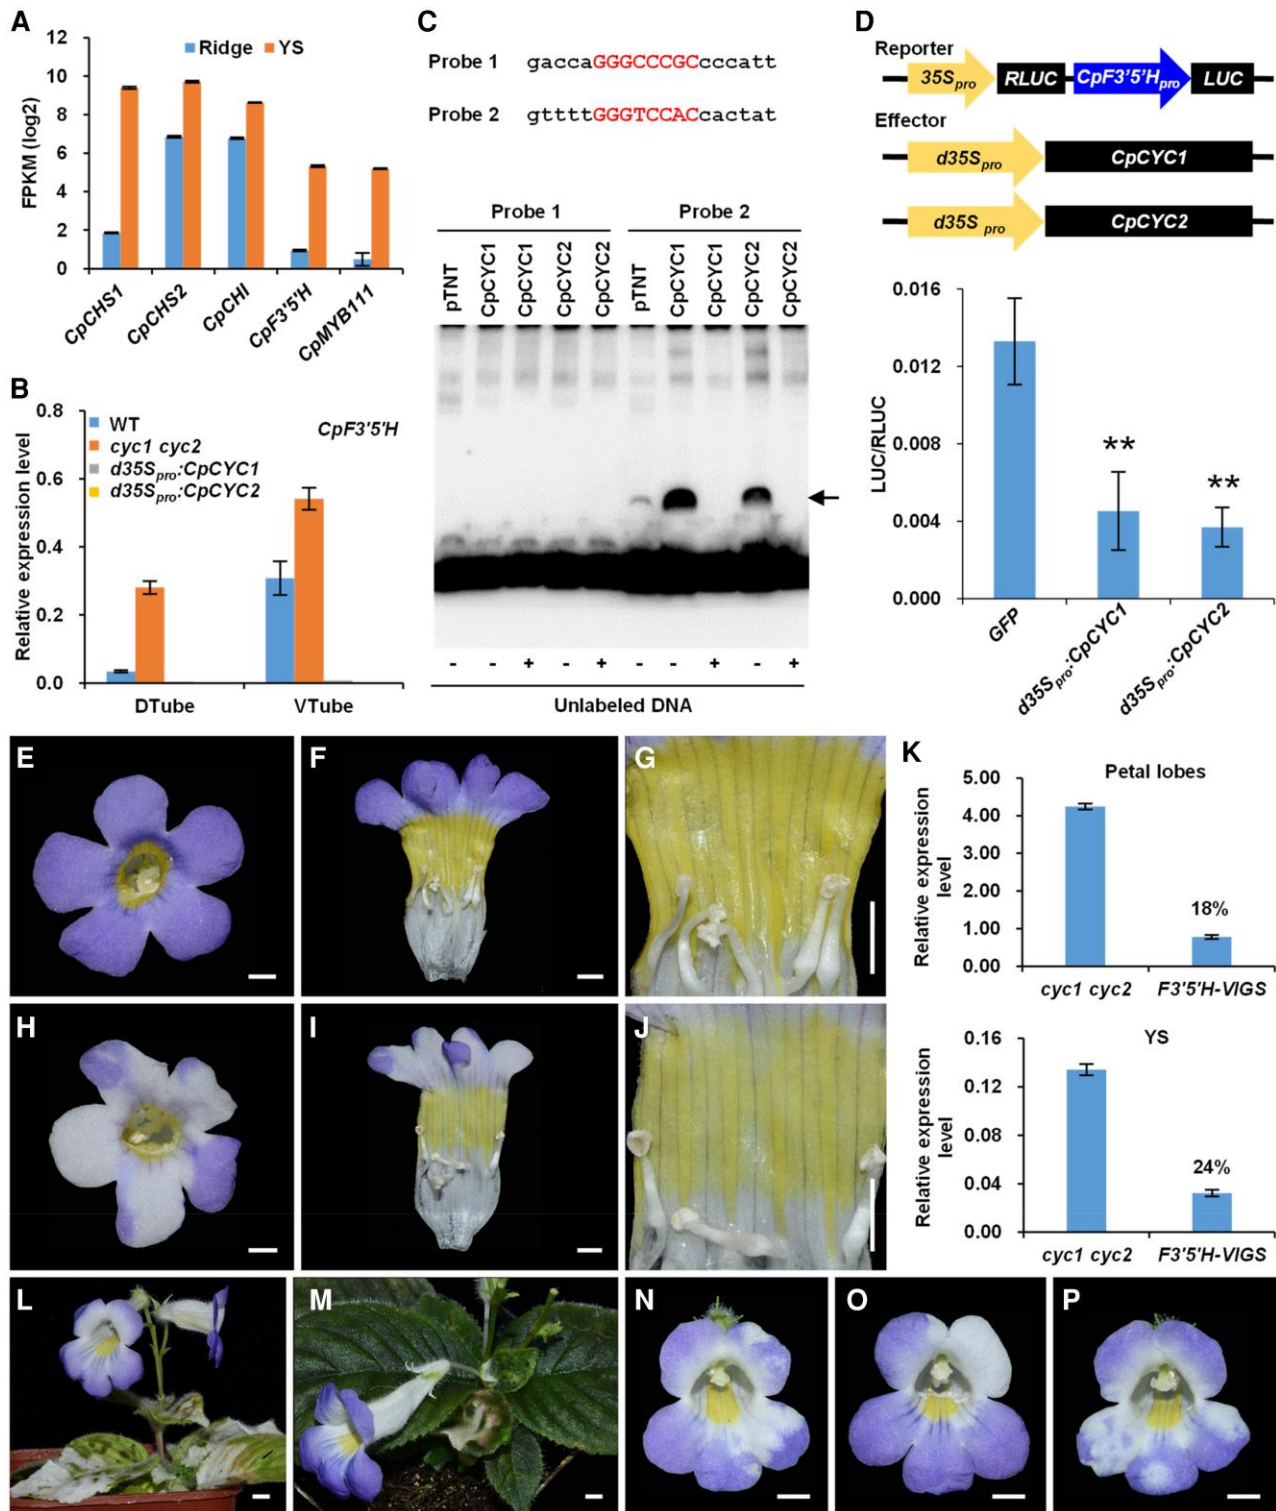 A
FPKM (log2)
12
10
8
6
4
2
0
Ridge YS
CpCHS1
CpCHS2
CpCHI
CpF3'5'H
CpMYB111
B
Relative expression level
0.8
0.6
0.4
0.2
0.0
WT
cyc1 cyc2
d35Spro:CpCYC1
d35Spro:CpCYC2
CpF3'5'H
DTube VTube
C
Probe 1 gaccaGGGCCCGCcccatt
Probe 2 gttttGGGTCCACcactat
Probe 1 Probe 2
pTNT
CpCYC1
CpCYC1
CpCYC2
CpCYC2
pTNT
CpCYC1
CpCYC1
CpCYC2
CpCYC2
- - + - + - - + - +
Unlabeled DNA
D
Reporter
35Spro RLUC CpF3'5'Hpro LUC
Effector
d35Spro CpCYC1
d35S pro CpCYC2
LUC/RLUC
0.016
0.012
0.008
0.004
0.000
**
**
GFP
d35Spro:CpCYC1
d35Spro:CpCYC2
E
F
G
H
I
J
K
Petal lobes
Relative expression
level
5.00
4.00
3.00
2.00
1.00
0.00
18%
cyc1 cyc2 F3'5'H-VIGS
YS
Relative expression
level
0.16
0.12
0.08
0.04
0.00
24%
cyc1 cyc2 F3'5'H-VIGS
L
M
N
O
P